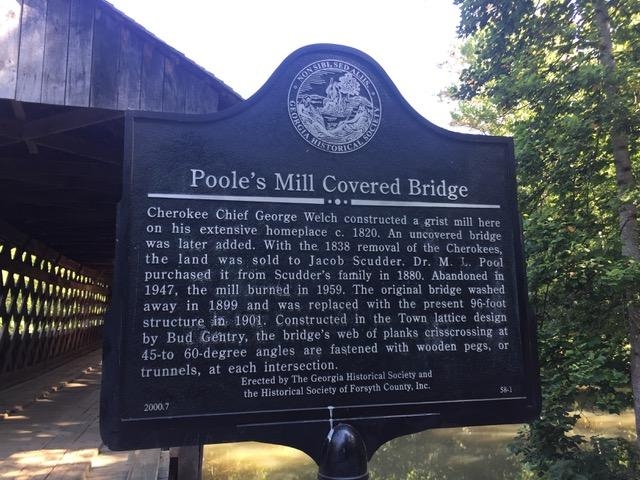 NON SIBI, SED ALIIS
GEORGIA HISTORICAL SOCIETY
Poole's Mill Covered Bridge
Cherokee Chief George Welch constructed a grist mill here
on his extensive homeplace c. 1820. An uncovered bridge
was later added. With the 1838 removal of the Cherokees,
the land was sold to Jacob Scudder. Dr. M. L. Pool
purchased it from Scudder's family in 1880. Abandoned in
1947, the mill burned in 1959. The original bridge washed
away in 1899 and was replaced with the present 96-foot
structure in 1901. Constructed in the Town lattice design
by Bud Gentry, the bridge's web of planks crisscrossing at
45-to 60-degree angles are fastened with wooden pegs, or
trunnels, at each intersection.
Erected by The Georgia Historical Society and
the Historical Society of Forsyth County, Inc.
2000.7
58-1